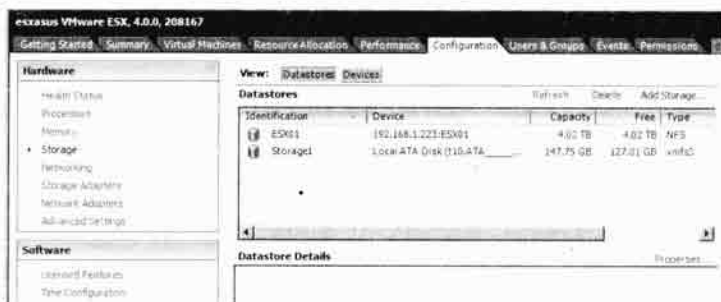 esxasus VMware ESX, 4.0.0, 208167
Getting Started Summary Virtual Machines Resource Allocation Performance Configuration Users & Groups Events Permissions
Hardware
Health Status
Processors
Memory
Storage
Networking
Storage Adapters
Network Adapters
Advanced Settings
Software
Licensed Features
Time Configuration
View: Datastores Devices
Datastores Refresh Delete Add Storage...
Identification Device Capacity Free Type
ESX01 192.168.1.223:ESX01 4.02 TB 4.02 TB NFS
Storage1 Local ATA Disk (t10.ATA_____ 147.75 GB 127.01 GB vmfs3
Datastore Details Properties...